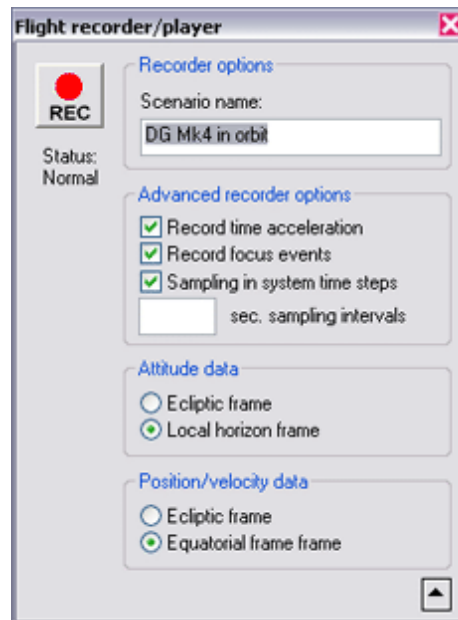 Flight recorder/player
REC
Status:
Normal
Recorder options
Scenario name:
DG Mk4 in orbit
Advanced recorder options
Record time acceleration
Record focus events
Sampling in system time steps
sec. sampling intervals
Attitude data
Ecliptic frame
Local horizon frame
Position/velocity data
Ecliptic frame
Equatorial frame frame